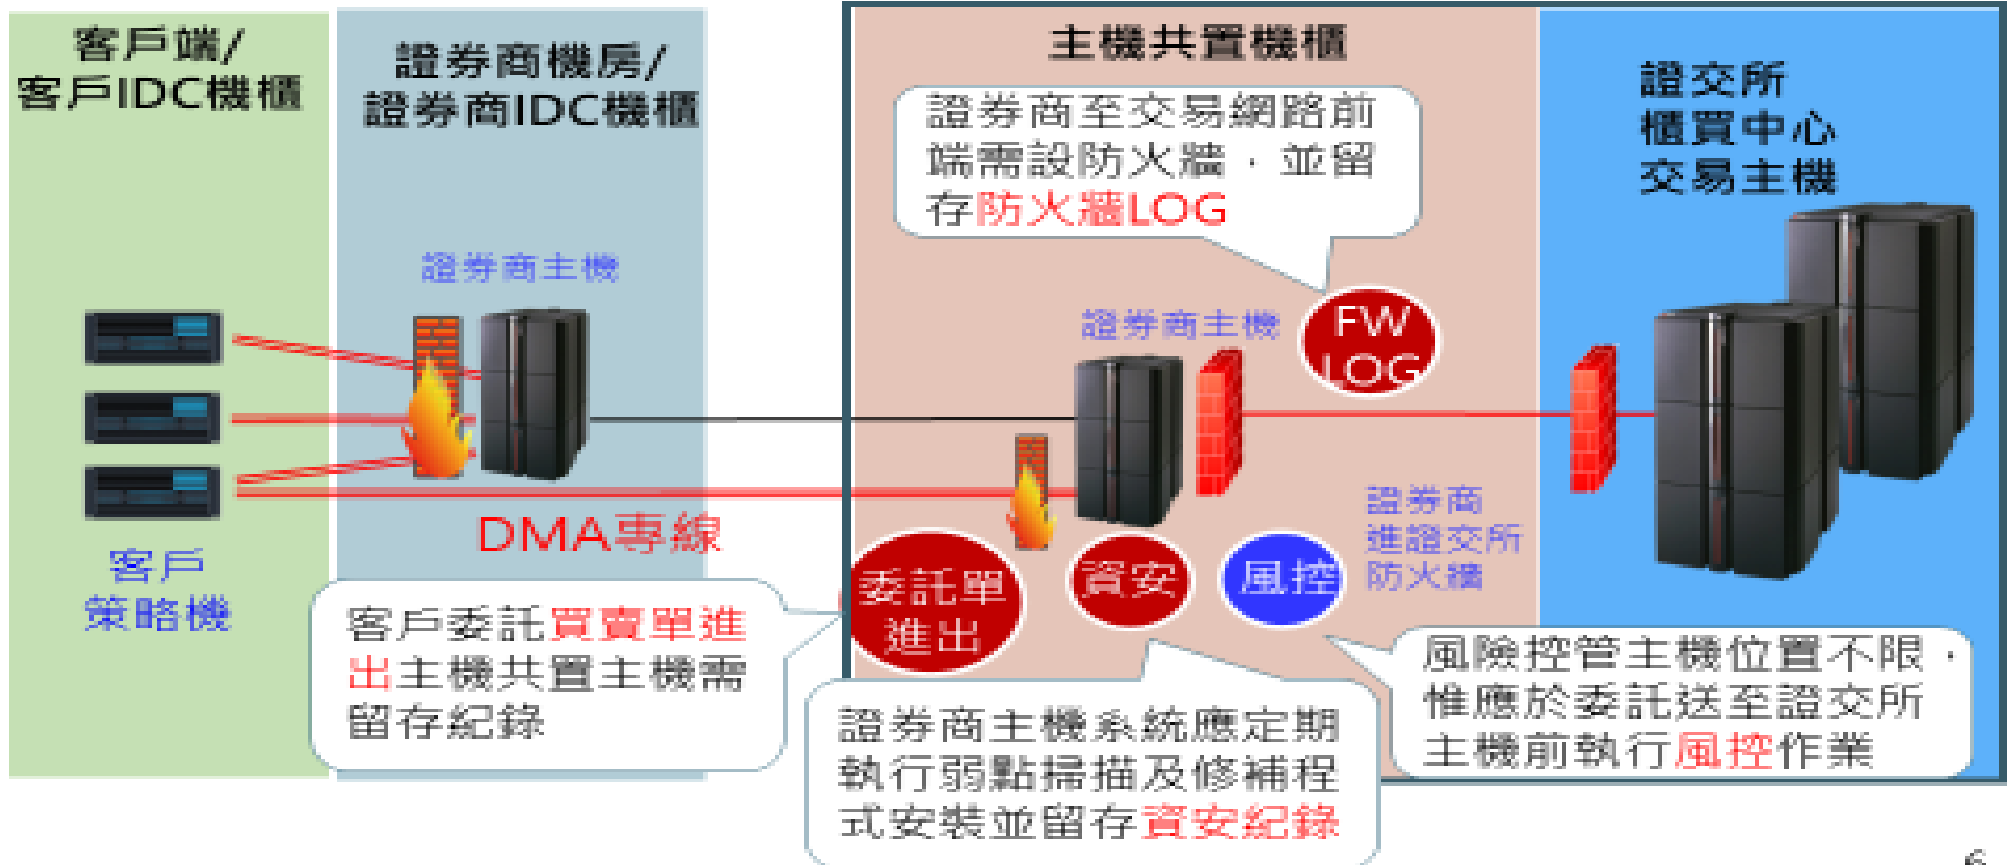 客戶端/
客戶IDC機櫃
證券商機房/
證券商IDC機櫃
主機共置機櫃
證交所
櫃買中心
交易主機
證券商至交易網路前
端需設防火牆，並留
存防火牆LOG
證券商主機
證券商主機
FW
LOG
DMA專線
客戶
策略機
證券商
進證交所
防火牆
委託單
進出
資安
風控
客戶委託買賣單進
出主機共置主機需
留存紀錄
證券商主機系統應定期
執行弱點掃描及修補程
式安裝並留存資安紀錄
風險控管主機位置不限，
惟應於委託送至證交所
主機前執行風控作業
6